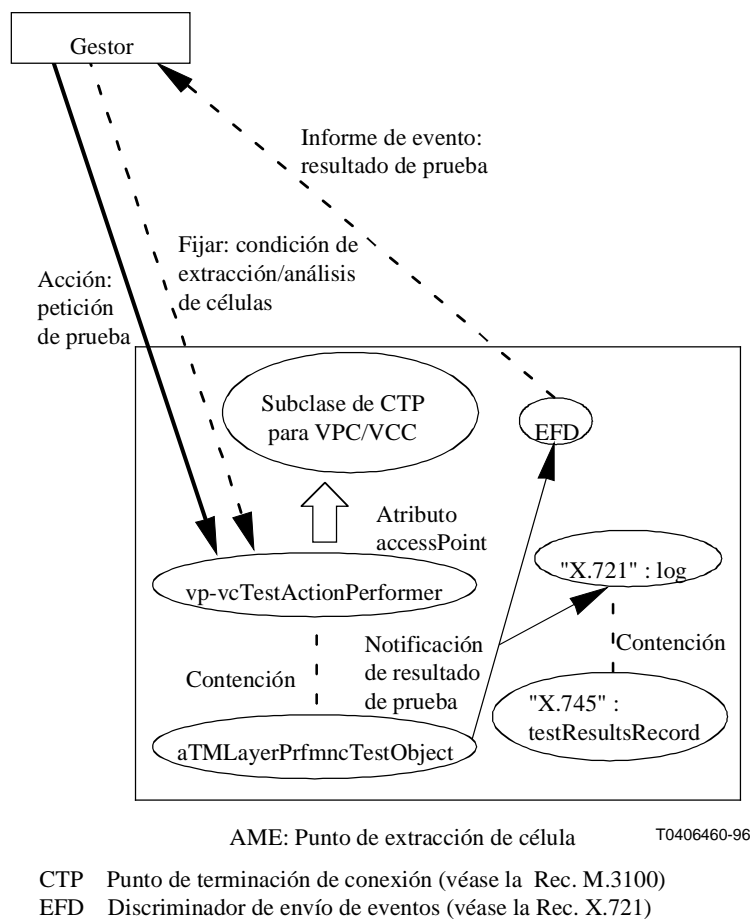 Gestor
Informe de evento:
resultado de prueba
Fijar: condición de
extracción/análisis
de células
Acción:
petición
de prueba
Subclase de CTP
para VPC/VCC
EFD
Atributo
accessPoint
"X.721" : log
vp-vcTestActionPerformer
Notificación
de resultado
de prueba
Contención
Contención
"X.745" :
testResultsRecord
aTMLayerPrfmncTestObject
AME: Punto de extracción de célula
T0406460-96
CTP Punto de terminación de conexión (véase la Rec. M.3100)
EFD Discriminador de envío de eventos (véase la Rec. X.721)